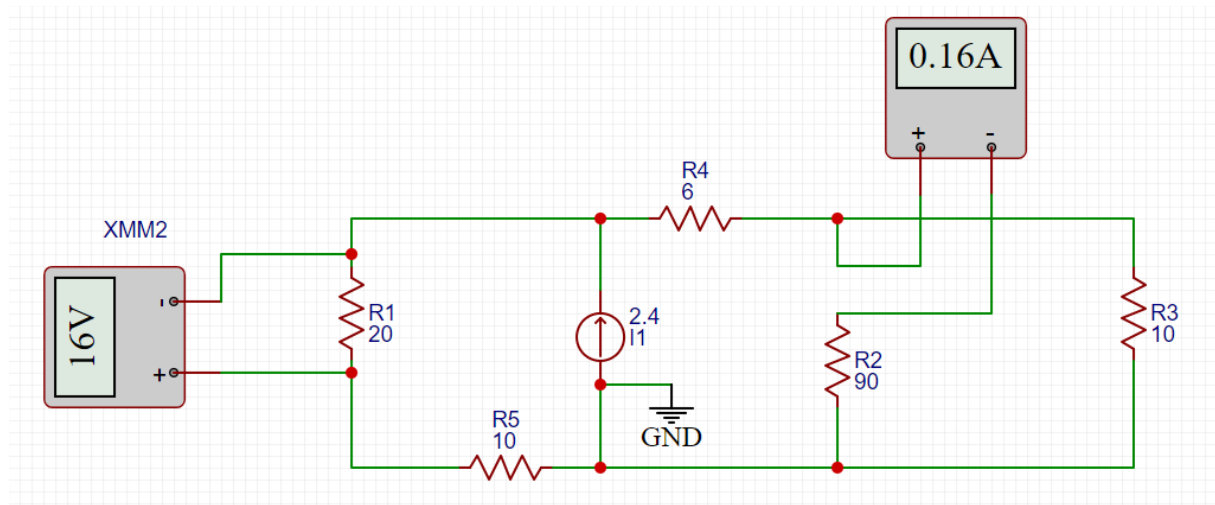 0.16A
+ -
R4
6
XMM2
-
16V
+
R1
20
2.4
I1
R3
10
R2
90
R5
10
GND